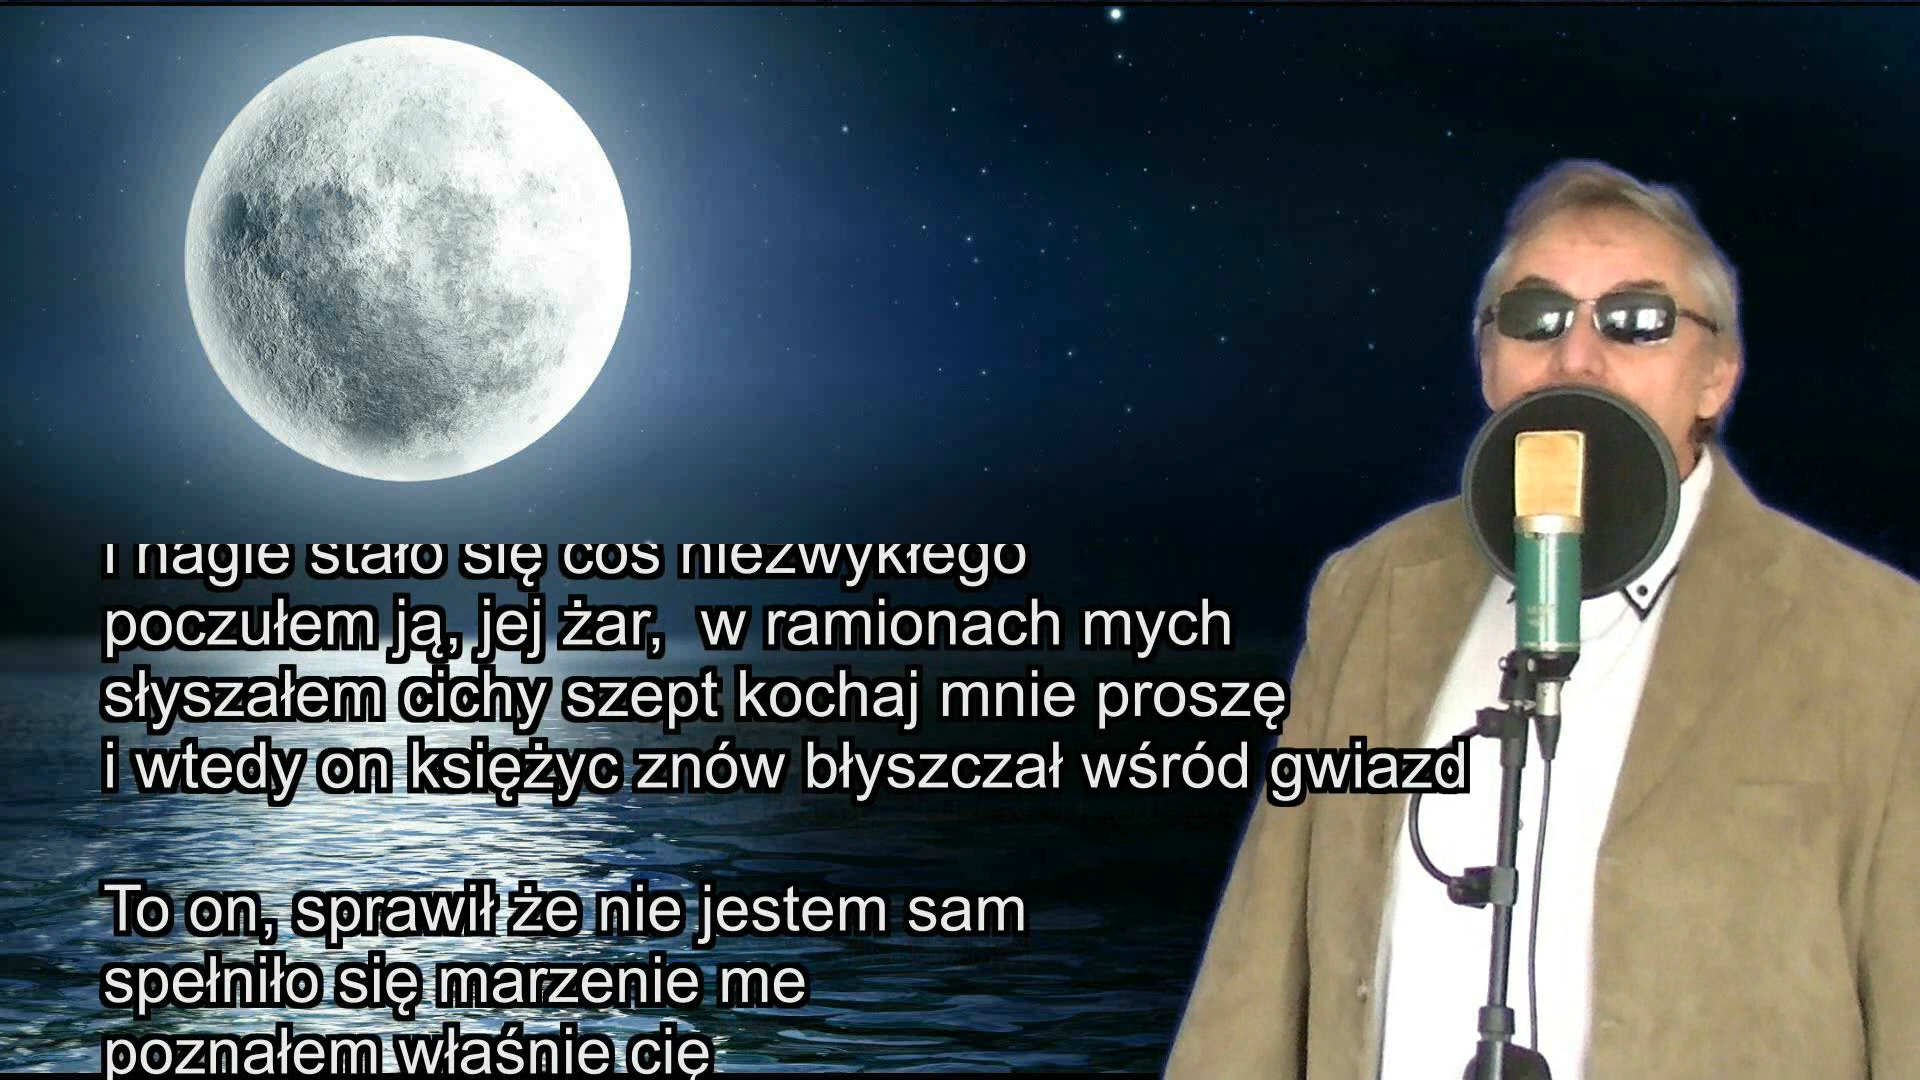 I nagle stało się coś niezwykłego
poczułem ją, jej żar,  w ramionach mych
słyszałem cichy szept kochaj mnie proszę
i wtedy on księżyc znów błyszczał wśród gwiazd
To on, sprawił że nie jestem sam
spełniło się marzenie me
poznałem właśnie cię